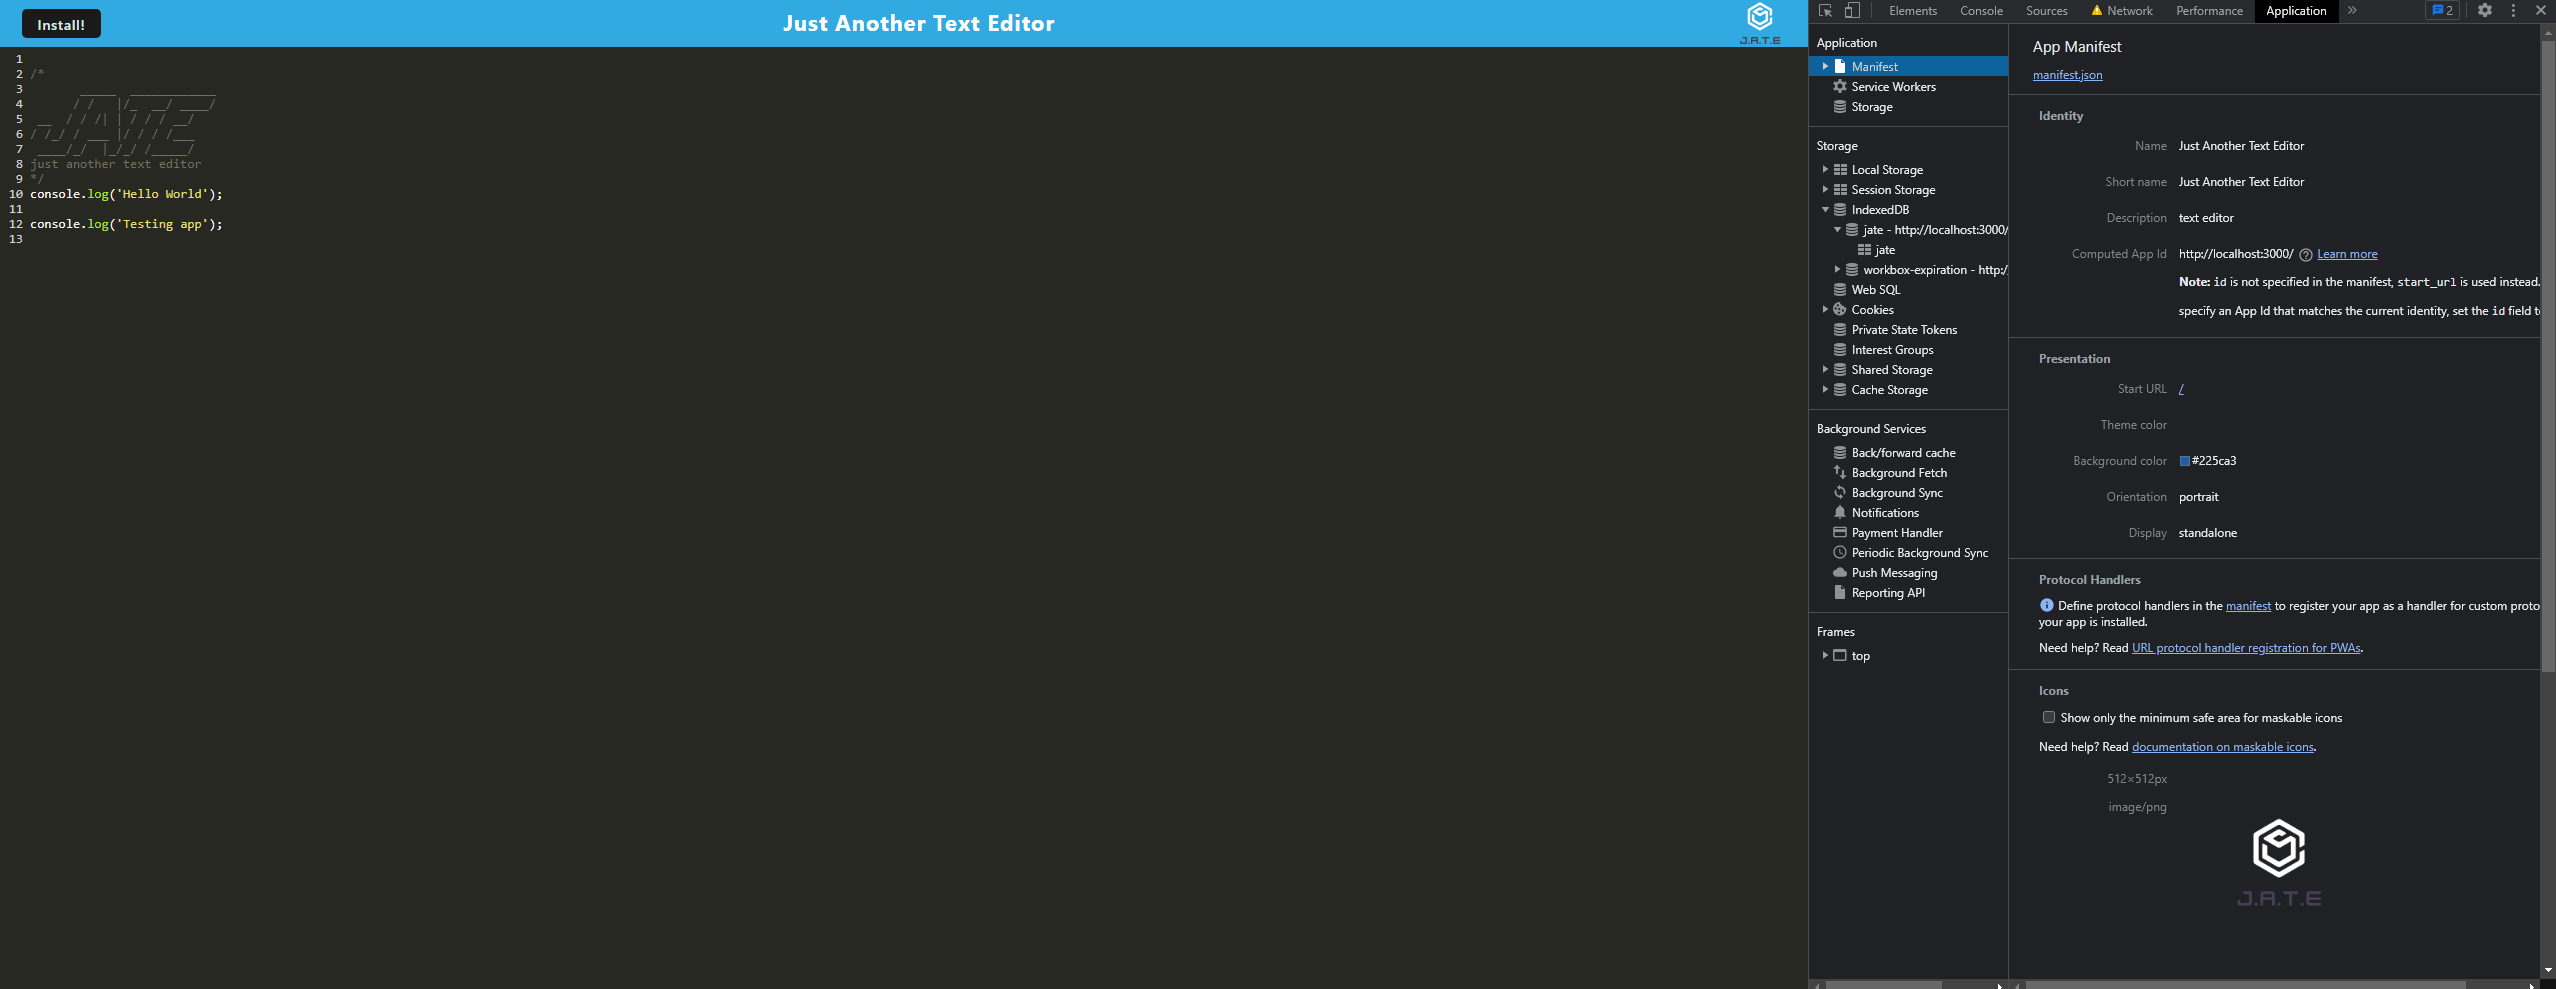 Install!
Just Another Text Editor
J.A.T.E
1
2 /*
3         _____  ____________
4        / /   |/_  __/ ____/
5   __  / / /| | / / / __/
6 / /_/ / ___ |/ / / /___
7  ____/_/  |_/_/ /_____/
8 just another text editor
9 */
10 console.log('Hello World');
11
12 console.log('Testing app');
13
Elements Console Sources Network Performance Application » 2
Application
Manifest
Service Workers
Storage
Storage
Local Storage
Session Storage
IndexedDB
jate - http://localhost:3000/
jate
workbox-expiration - http:/
Web SQL
Cookies
Private State Tokens
Interest Groups
Shared Storage
Cache Storage
Background Services
Back/forward cache
Background Fetch
Background Sync
Notifications
Payment Handler
Periodic Background Sync
Push Messaging
Reporting API
Frames
top
App Manifest
manifest.json
Identity
Name Just Another Text Editor
Short name Just Another Text Editor
Description text editor
Computed App Id http://localhost:3000/ Learn more
Note: id is not specified in the manifest, start_url is used instead.
specify an App Id that matches the current identity, set the id field
Presentation
Start URL /
Theme color
Background color #225ca3
Orientation portrait
Display standalone
Protocol Handlers
Define protocol handlers in the manifest to register your app as a handler for custom proto
your app is installed.
Need help? Read URL protocol handler registration for PWAs.
Icons
Show only the minimum safe area for maskable icons
Need help? Read documentation on maskable icons.
512×512px
image/png
J.A.T.E